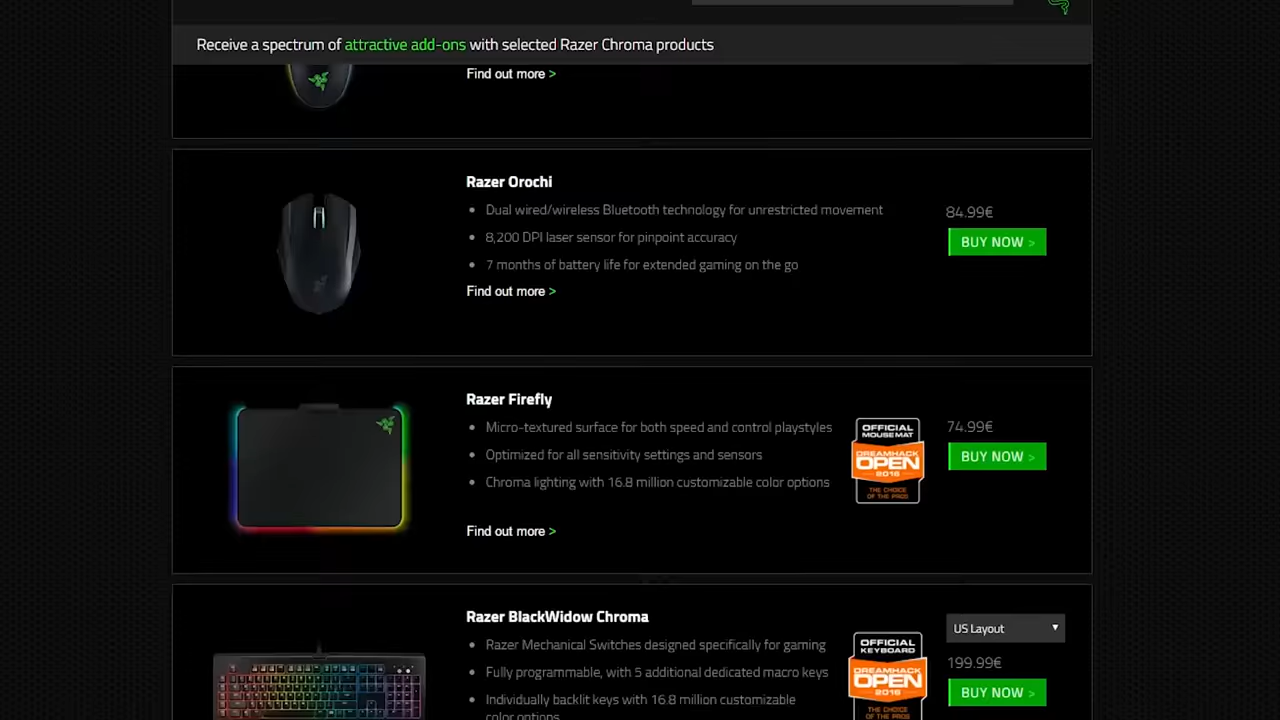 Receive a spectrum of attractive add-ons with selected Razer Chroma products
Find out more >
Razer Orochi
Dual wired/wireless Bluetooth technology for unrestricted movement
8,200 DPI laser sensor for pinpoint accuracy
7 months of battery life for extended gaming on the go
Find out more >
84.99€
BUY NOW >
Razer Firefly
Micro-textured surface for both speed and control playstyles
Optimized for all sensitivity settings and sensors
Chroma lighting with 16.8 million customizable color options
Find out more >
OFFICIAL
MOUSE MAT
DREAMHACK
OPEN
2016
THE CHOICE
OF THE PROS
74.99€
BUY NOW >
Razer BlackWidow Chroma
Razer Mechanical Switches designed specifically for gaming
Fully programmable, with 5 additional dedicated macro keys
Individually backlit keys with 16.8 million customizable
color options
OFFICIAL
KEYBOARD
DREAMHACK
OPEN
2016
THE CHOICE
US Layout
199.99€
BUY NOW >